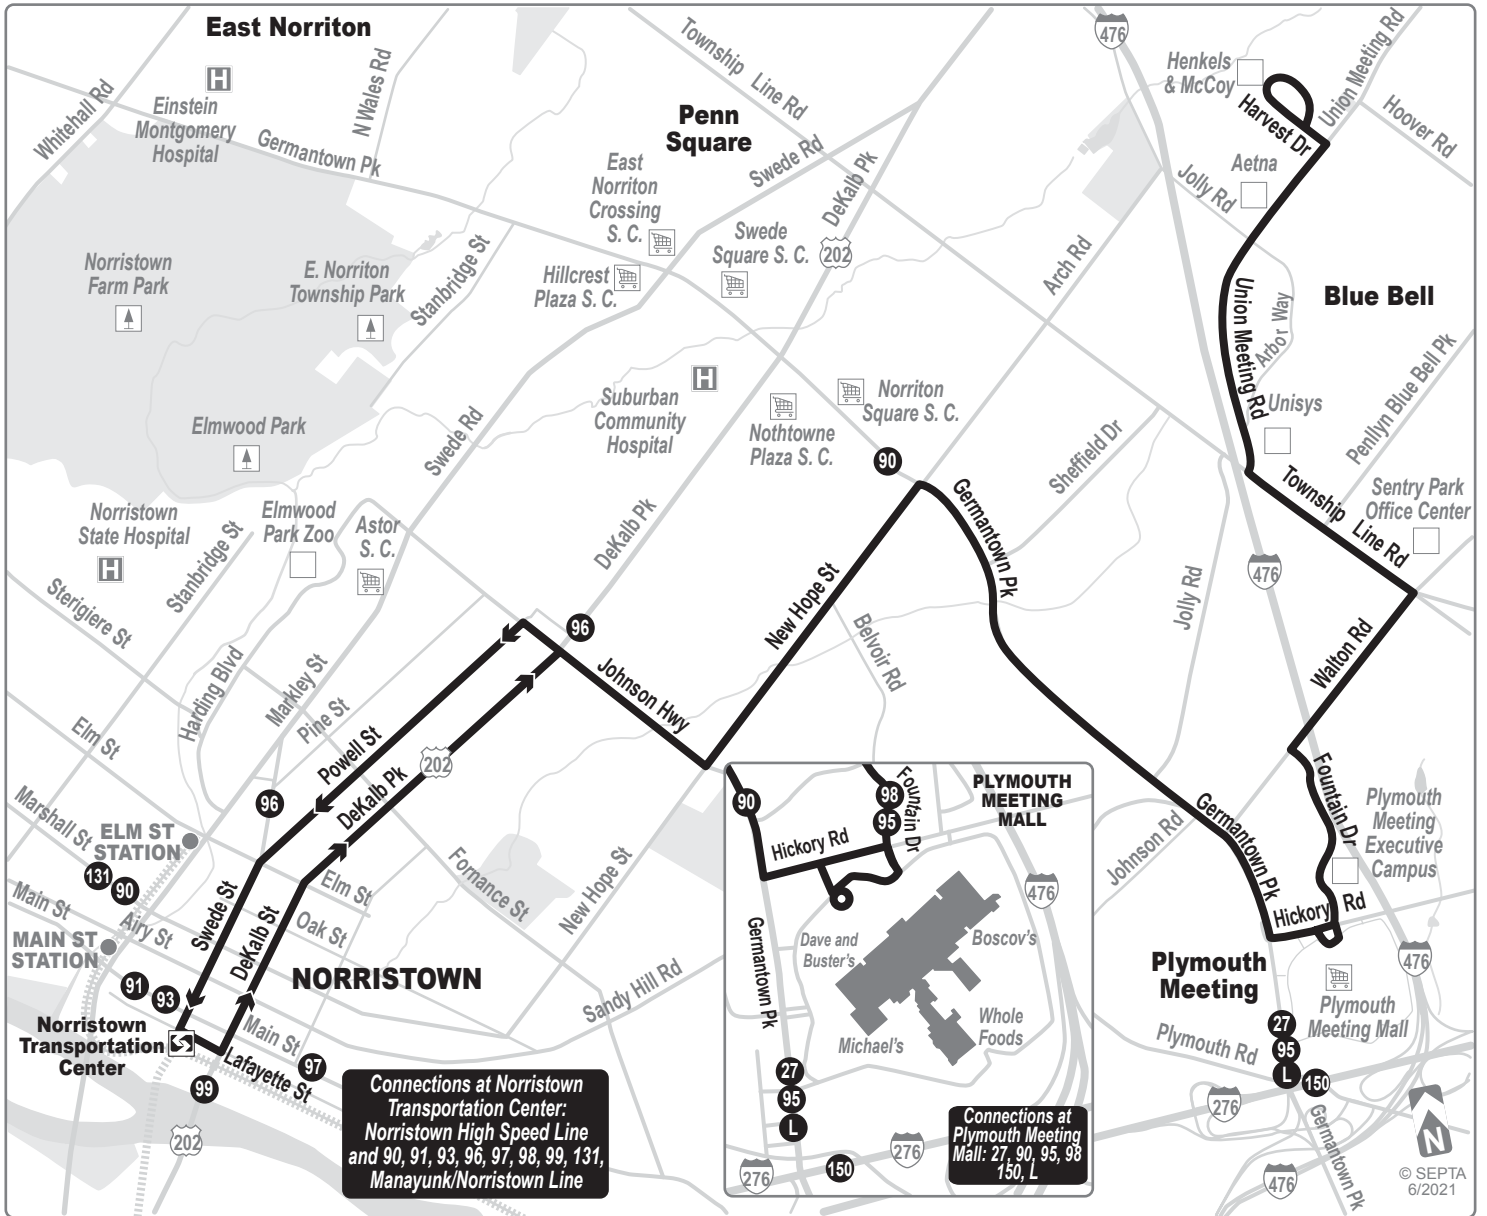 East Norriton
Whitehall Rd
Einstein
Montgomery
Hospital
N Wales Rd
Germantown Pk
Township Line Rd
Penn
Square
Swede Rd
DeKalb Pk
202
East
Norriton
Crossing
S. C.
Swede
Square S. C.
Hillcrest
Plaza S. C.
476
Henkels
& McCoy
Harvest Dr
Union Meeting Rd
Hoover Rd
Aetna
Jolly Rd
Arch Rd
Union Meeting Rd
Arbor Way
Blue Bell
Penllyn Blue Bell Pk
Unisys
Norristown
Farm Park
E. Norriton
Township Park
Stanbridge St
Elmwood Park
Swede Rd
Suburban
Community
Hospital
Nothtowne
Plaza S. C.
Norriton
Square S. C.
90
Sheffield Dr
Township Line Rd
Sentry Park
Office Center
476
Norristown
State Hospital
Stanbridge St
Elmwood
Park Zoo
Astor
S. C.
DeKalb Pk
Germantown Pk
New Hope St
Belvoir Rd
Jolly Rd
Walton Rd
Sterigiere St
Harding Blvd
Markley St
Pine St
96
Johnson Hwy
Powell St
DeKalb Pk
202
96
Elm St
Marshall St
ELM ST
STATION
131
90
Main St
Airy St
MAIN ST
STATION
91
93
Swede St
DeKalb St
Elm St
Oak St
Fornance St
New Hope St
Sandy Hill Rd
NORRISTOWN
Norristown
Transportation
Center
Main St
Lafayette St
97
99
202
Connections at Norristown
Transportation Center:
Norristown High Speed Line
and 90, 91, 93, 96, 97, 98, 99, 131,
Manayunk/Norristown Line
PLYMOUTH
MEETING
MALL
90
98
95
Fountain Dr
Hickory Rd
476
Germantown Pk
Dave and
Buster's
Boscov's
Whole
Foods
Michael's
27
95
L
150
276
276
Connections at
Plymouth Meeting
Mall: 27, 90, 95, 98
150, L
Johnson Rd
Germantown Pk
Fountain Dr
Plymouth
Meeting
Executive
Campus
Hickory Rd
476
Plymouth
Meeting
Plymouth
Meeting Mall
Plymouth Rd
27
95
L
150
276
Germantown Pk
476
N
© SEPTA
6/2021